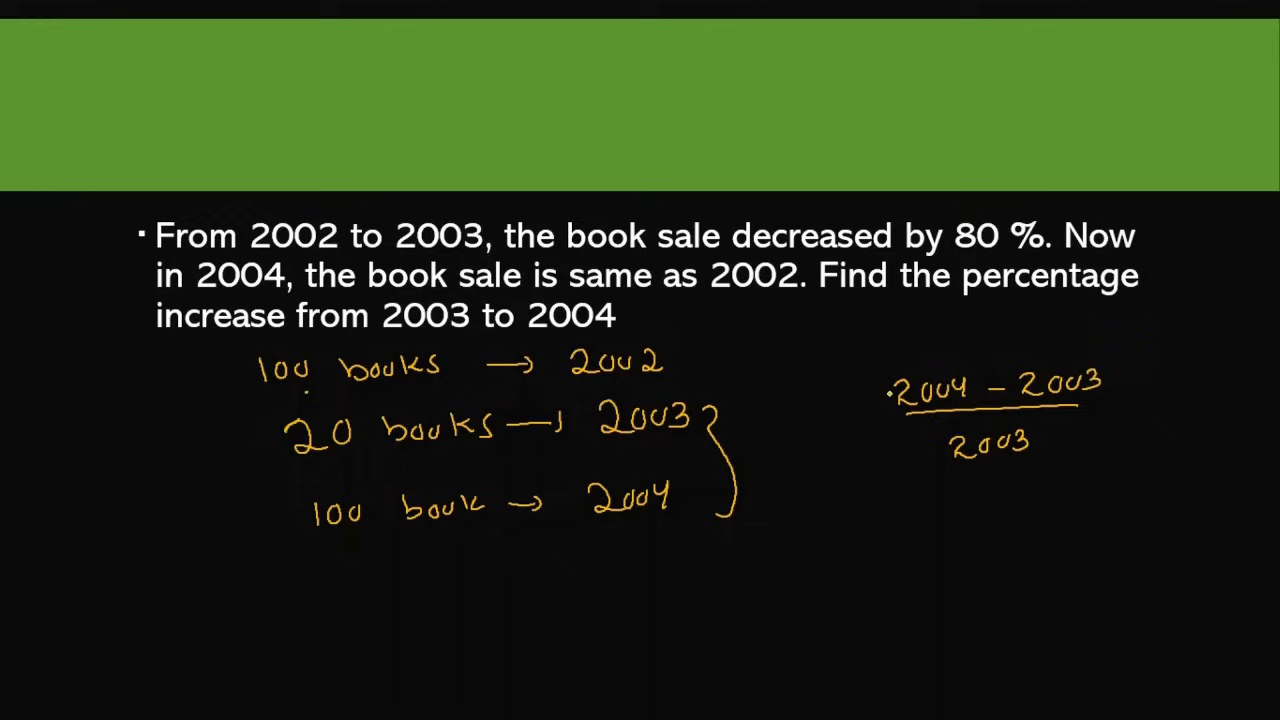 ▪ From 2002 to 2003, the book sale decreased by 80 %. Now
in 2004, the book sale is same as 2002. Find the percentage
increase from 2003 to 2004
100 books → 2002
20 books → 2003
100 book → 2004
2004 - 2003
2003